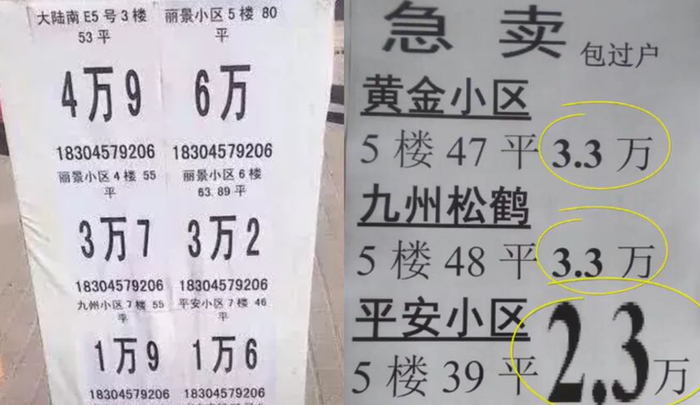 大陆南 E5 号 3 楼
53 平
丽景小区 5 楼 80
平
4万9
6万
18304579206
18304579206
丽景小区 4 楼 55
平
丽景小区 6 楼
63.89 平
3万7
3万2
18304579206
18304579206
九州小区 7 楼 55
平
平安小区 7 楼 46
平
1万9
1万6
18304579206
18304579206
急 卖 包过户
黄金小区
5 楼 47 平 3.3 万
九州松鹤
5 楼 48 平 3.3 万
平安小区
5 楼 39 平 2.3 万